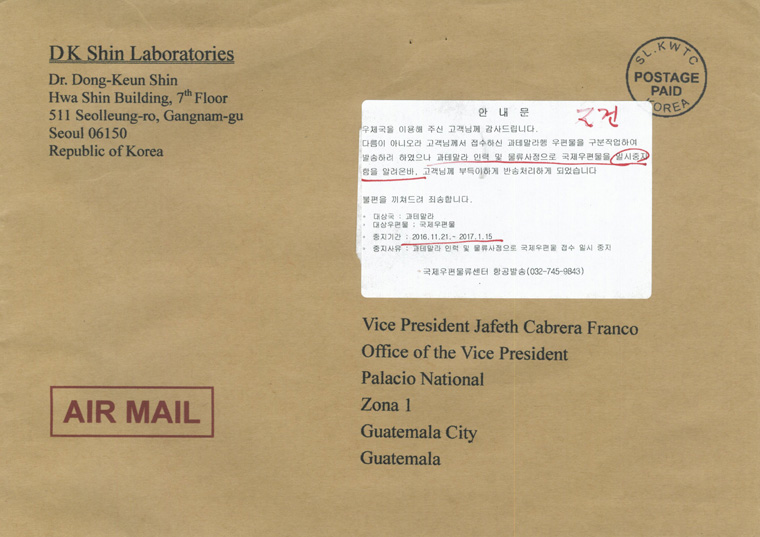 DK Shin Laboratories
Dr. Dong-Keun Shin
Hwa Shin Building, 7th Floor
511 Seolleung-ro, Gangnam-gu
Seoul 06150
Republic of Korea
SL.KWTC
POSTAGE
PAID
KOREA
안 내 문
2건
우체국을 이용해 주신 고객님께 감사드립니다.
다름이 아니오라 고객님께서 접수하신 과테말라행 우편물을 구분작업하여
발송하려 하였으나 과테말라 인력 및 물류사정으로 국제우편물을 일시중지
함을 알려온바, 고객님께 부득이하게 반송처리하게 되었습니다
불편을 끼쳐드려 죄송합니다.
· 대상국 : 과테말라
· 대상우편물 : 국제우편물
· 중지기간 : 2016.11.21.~ 2017.1.15
· 중지사유 : 과테말라 인력 및 물류사정으로 국제우편물 접수 일시 중지
· 국제우편물류센터 항공발송(032-745-9843)
Vice President Jafeth Cabrera Franco
Office of the Vice President
Palacio National
Zona 1
Guatemala City
Guatemala
AIR MAIL